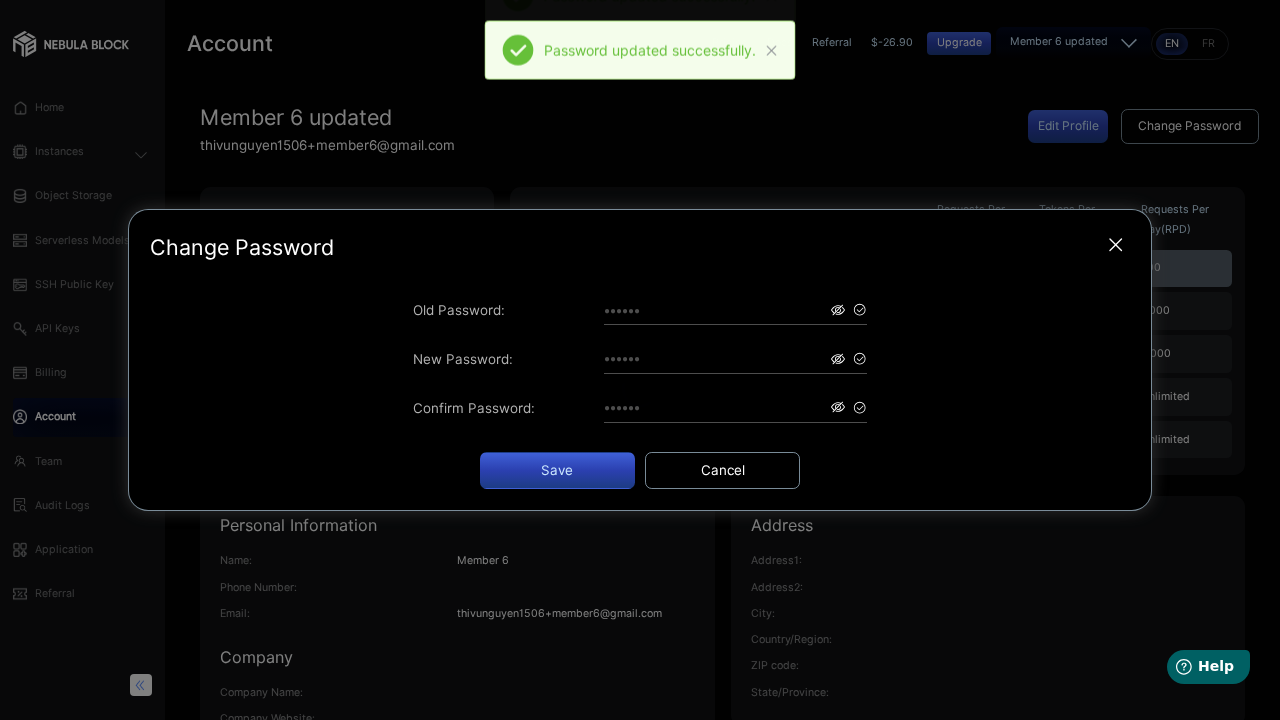 NEBULA BLOCK
Account
Password updated successfully.
Referral
$-26.90
Upgrade
Member 6 updated
EN
FR
Home
Instances
Object Storage
Serverless Models
SSH Public Key
API Keys
Billing
Account
Team
Audit Logs
Application
Referral
Member 6 updated
thivunguyen1506+member6@gmail.com
Edit Profile
Change Password
Requests Per
Tokens Per
Requests Per
Change Password
Old Password:
••••••
New Password:
••••••
Confirm Password:
••••••
Save
Cancel
Personal Information
Name:
Member 6
Phone Number:
Email:
thivunguyen1506+member6@gmail.com
Company
Company Name:
Company Website:
Address
Address1:
Address2:
City:
Country/Region:
ZIP code:
State/Province:
Help